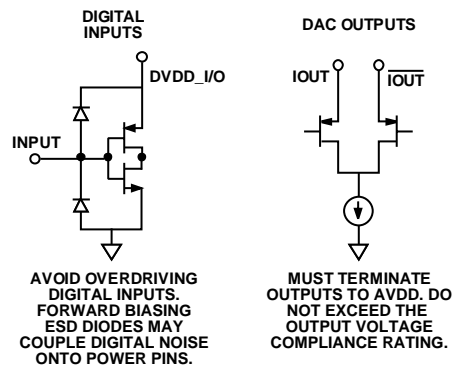 DIGITAL
INPUTS
DVDD_I/O
INPUT
AVOID OVERDRIVING
DIGITAL INPUTS.
FORWARD BIASING
ESD DIODES MAY
COUPLE DIGITAL NOISE
ONTO POWER PINS.
DAC OUTPUTS
IOUT
IOUT
MUST TERMINATE
OUTPUTS TO AVDD. DO
NOT EXCEED THE
OUTPUT VOLTAGE
COMPLIANCE RATING.